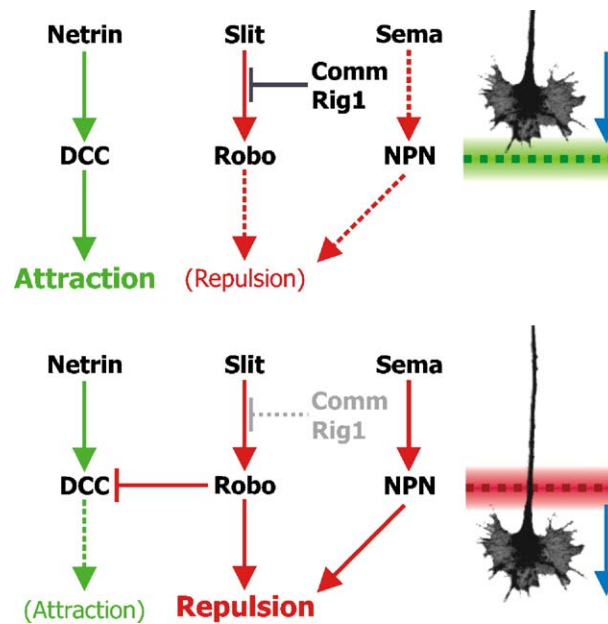 Netrin Slit Sema
Comm
Rig1
DCC Robo NPN
Attraction (Repulsion)
Netrin Slit Sema
Comm
Rig1
DCC Robo NPN
(Attraction) Repulsion